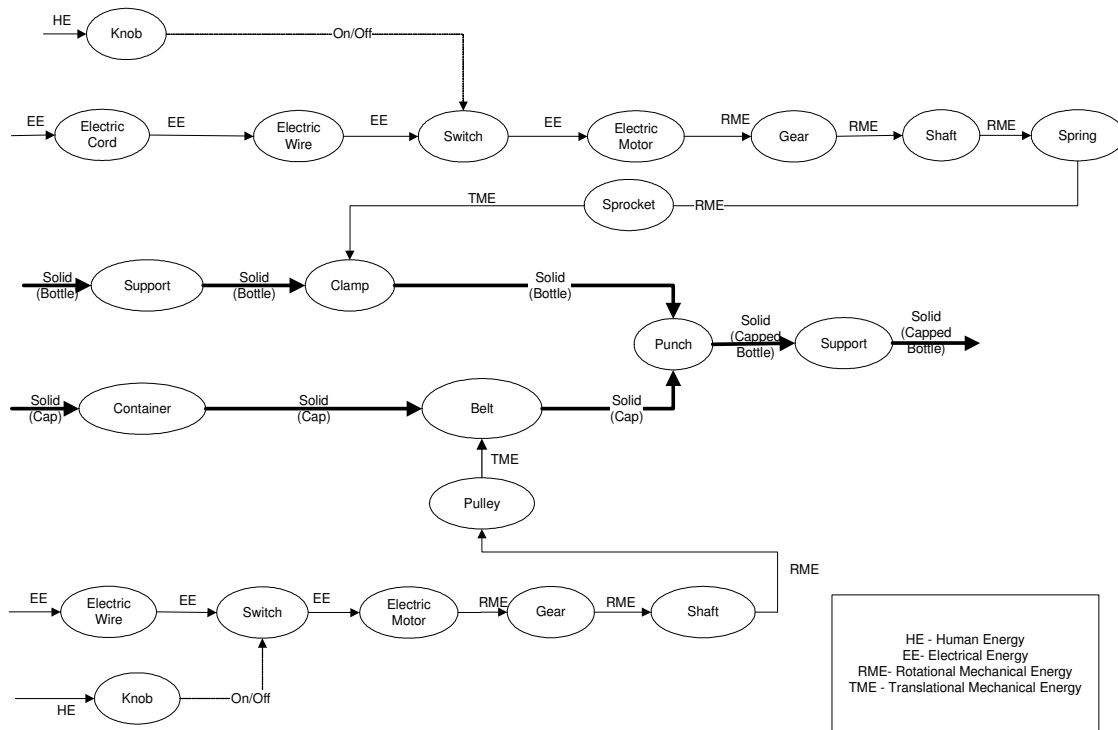 HE
Knob
On/Off
EE
Electric
Cord
EE
Electric
Wire
EE
Switch
EE
Electric
Motor
RME
Gear
RME
Shaft
RME
Spring
TME
Sprocket
RME
Solid
(Bottle)
Support
Solid
(Bottle)
Clamp
Solid
(Bottle)
Punch
Solid
(Capped
Bottle)
Support
Solid
(Capped
Bottle)
Solid
(Cap)
Container
Solid
(Cap)
Belt
Solid
(Cap)
TME
Pulley
RME
EE
Electric
Wire
EE
Switch
EE
Electric
Motor
RME
Gear
RME
Shaft
HE
Knob
On/Off
HE - Human Energy
EE- Electrical Energy
RME- Rotational Mechanical Energy
TME - Translational Mechanical Energy